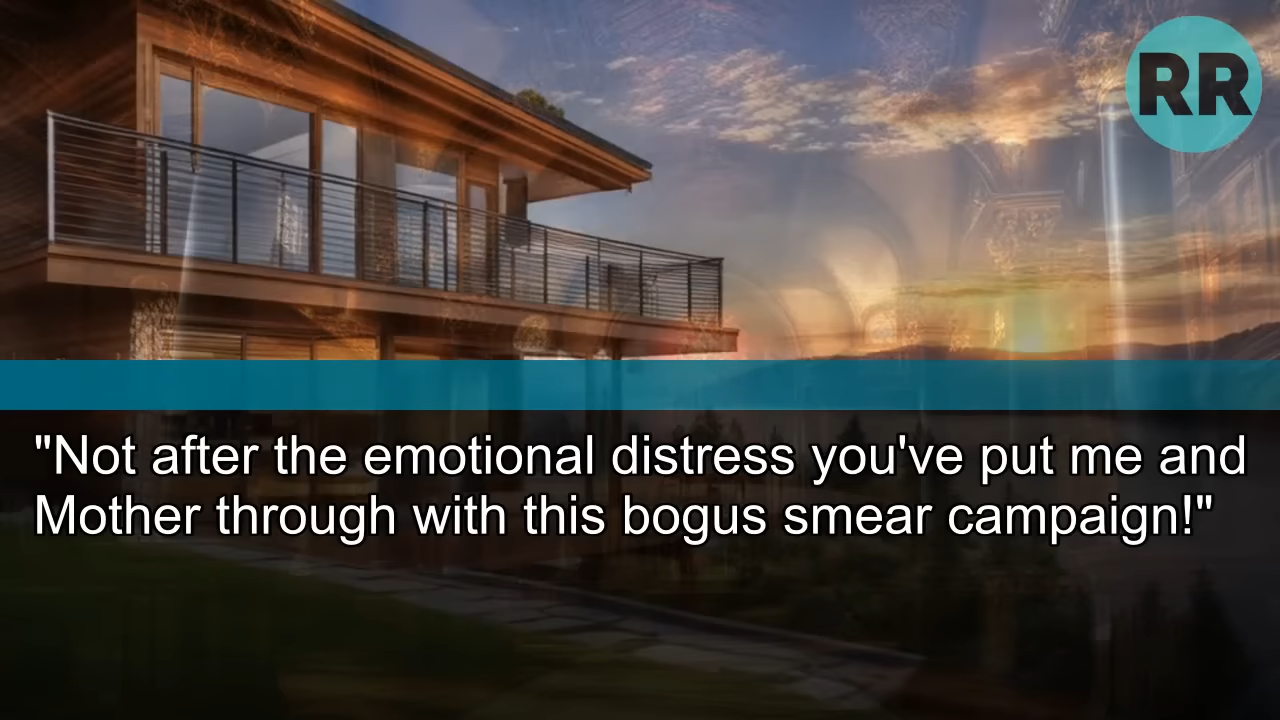 RR
"Not after the emotional distress you've put me and
Mother through with this bogus smear campaign!"